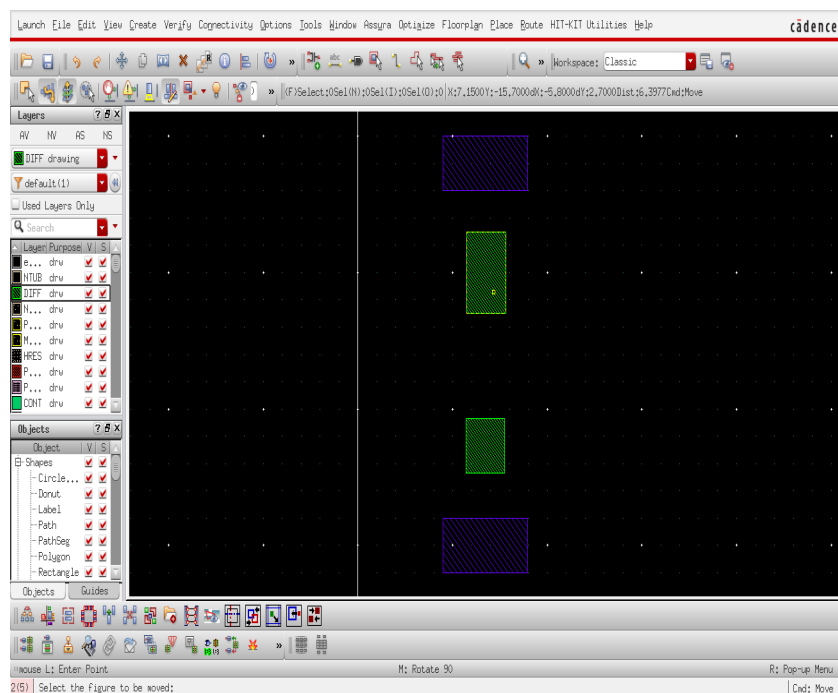 Launch File Edit View Create Verify Connectivity Options Tools Window Assura Optimize Floorplan Place Route HIT-KIT Utilities Help
cādence
» » Workspace: Classic
» (F)Select:0Sel(N):0Sel(I):0Sel(O):0 X:7.1500Y:-15.7000dX:-5.8000dY:2.7000Dist:6.3977Cmd:Move
Layers ? X
AV NV AS NS
DIFF drawing
default(1)
Used Layers Only
Search
Layer Purpose V S
e... drw
NTUB drw
DIFF drw
N... drw
P... drw
M... drw
HRES drw
P... drw
P... drw
CONT drw
Objects ? X
Object V S
Shapes
Circle...
Donut
Label
Path
PathSeg
Polygon
Rectangle
Objects Guides
»
mouse L: Enter Point M: Rotate 90 R: Pop-up Menu
2(5) Select the figure to be moved: Cmd: Move